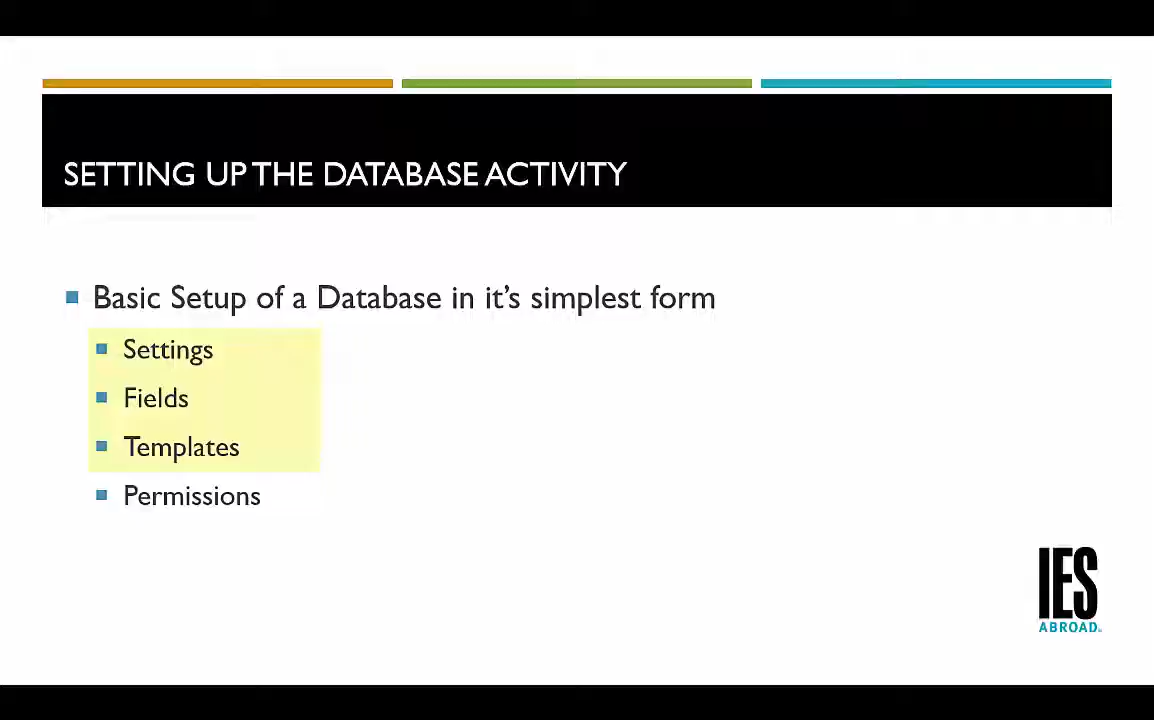 SETTING UP THE DATABASE ACTIVITY
Basic Setup of a Database in it’s simplest form
Settings
Fields
Templates
Permissions
IES
ABROAD